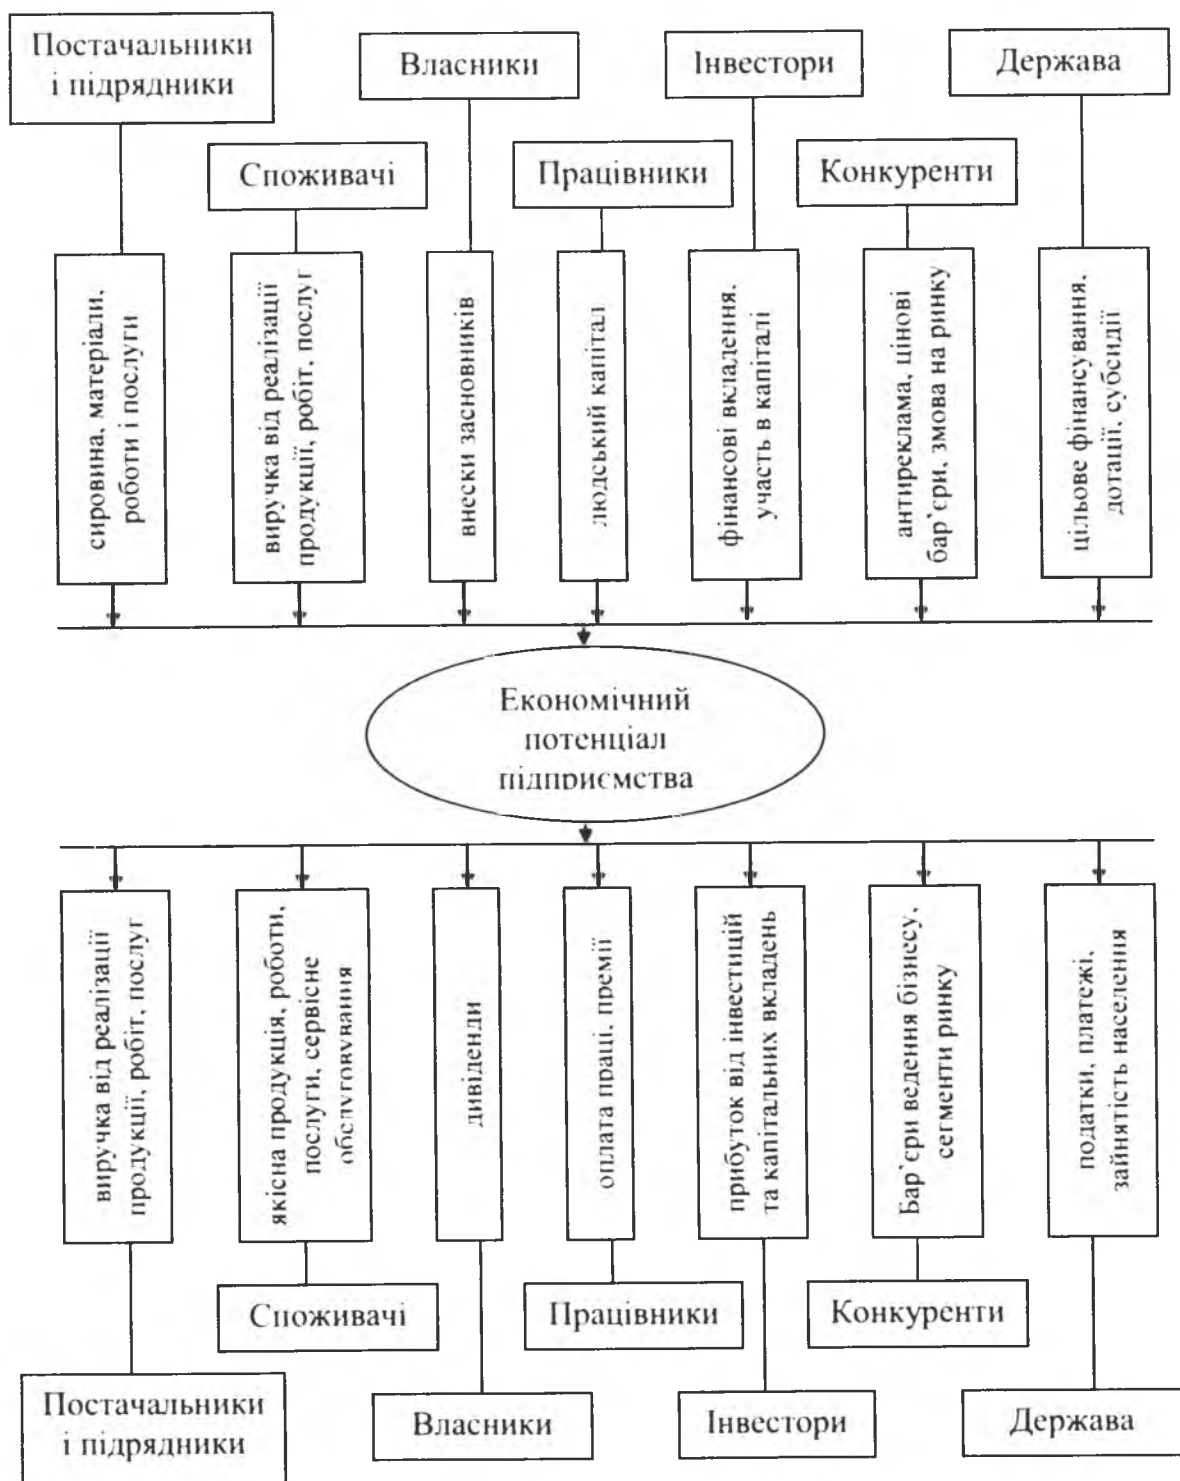 Постачальники
і підрядники
Власники
Інвестори
Держава
Споживачі
Працівники
Конкуренти
сировина, матеріали,
роботи і послуги
виручка від реалізації
продукції, робіт, послуг
внески засновників
людський капітал
фінансові вкладення,
участь в капіталі
антиреклама, цінові
бар`єри, змова на ринку
цільове фінансування,
дотації, субсидії
Економічний
потенціал
підприємства
виручка від реалізації
продукції, робіт, послуг
якісна продукція, роботи,
послуги, сервісне
обслуговування
дивіденди
оплата праці, премії
прибуток від інвестицій
та капітальних вкладень
Бар`єри ведення бізнесу,
сегменти ринку
податки, платежі,
зайнятість населення
Споживачі
Працівники
Конкуренти
Постачальники
і підрядники
Власники
Інвестори
Держава